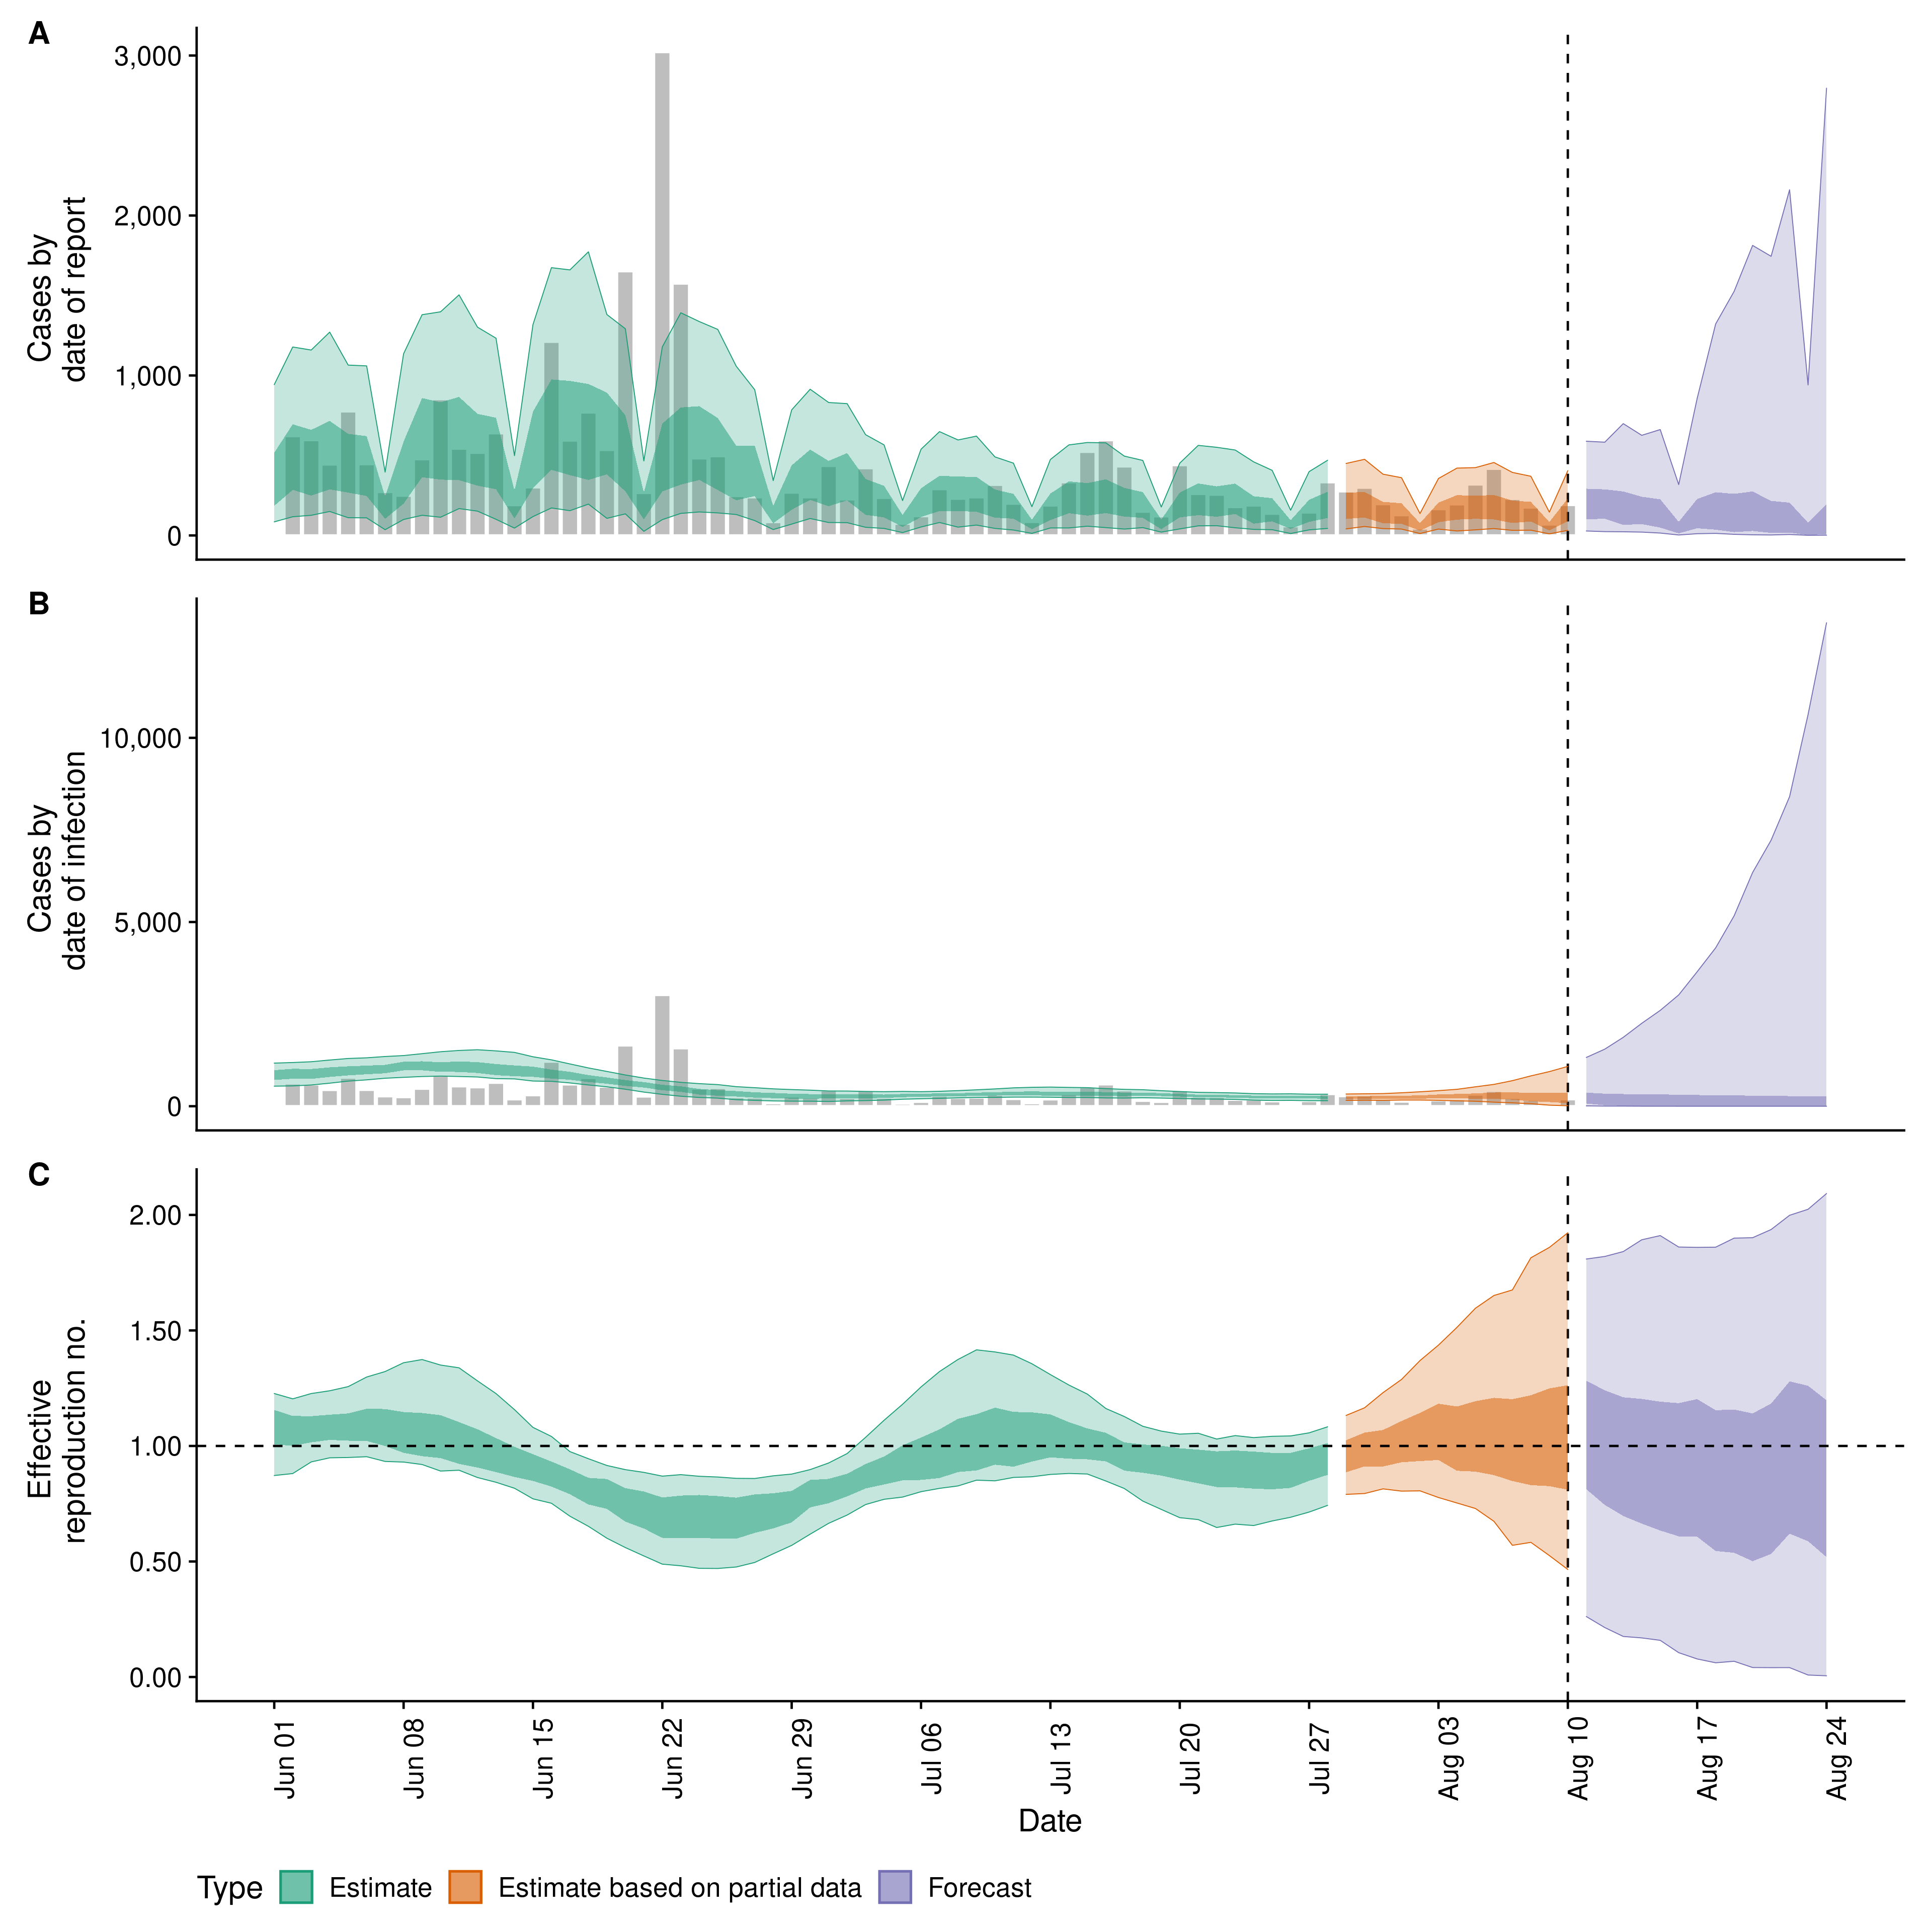 A
3,000
2,000
1,000
0
Cases by
date of report
B
10,000
5,000
0
Cases by
date of infection
C
2.00
1.50
1.00
0.50
0.00
Effective
reproduction no.
Jun 01
Jun 08
Jun 15
Jun 22
Jun 29
Jul 06
Jul 13
Jul 20
Jul 27
Aug 03
Aug 10
Aug 17
Aug 24
Date
Type Estimate Estimate based on partial data Forecast